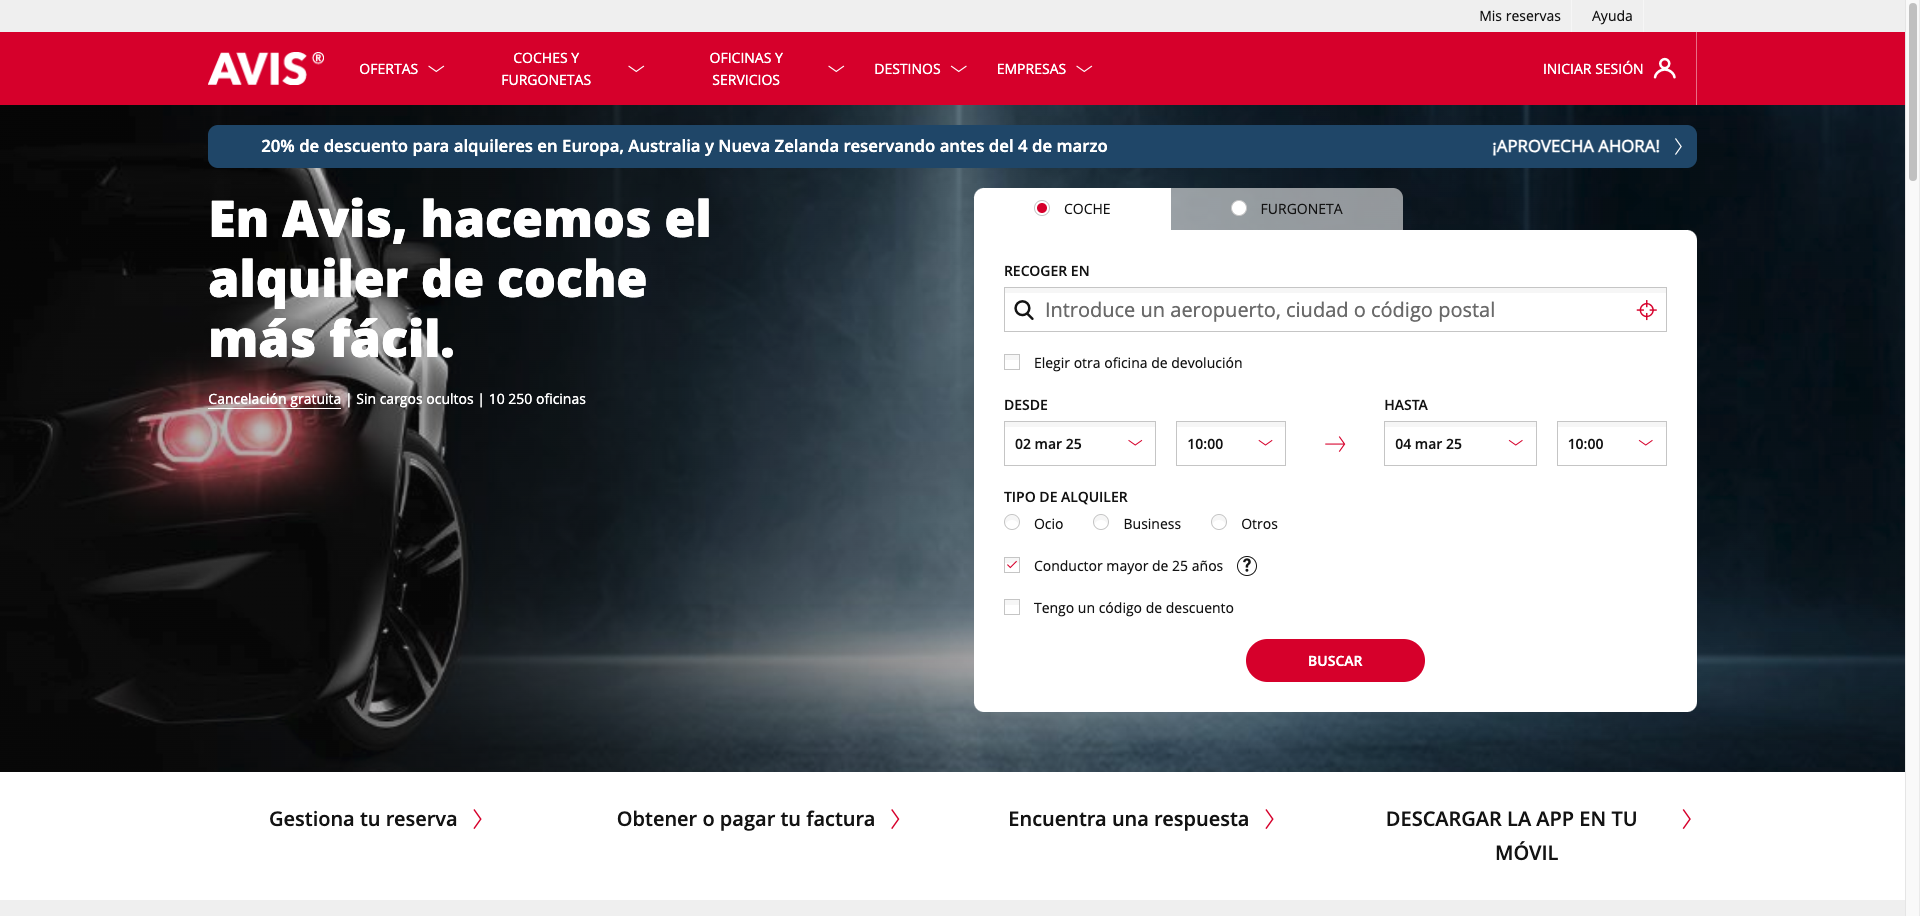 Mis reservas
Ayuda
AVIS ®
OFERTAS
COCHES Y
FURGONETAS
OFICINAS Y
SERVICIOS
DESTINOS
EMPRESAS
INICIAR SESIÓN
20% de descuento para alquileres en Europa, Australia y Nueva Zelanda reservando antes del 4 de marzo
¡APROVECHA AHORA!
En Avis, hacemos el
alquiler de coche
más fácil.
Cancelación gratuita | Sin cargos ocultos | 10 250 oficinas
COCHE
FURGONETA
RECOGER EN
Introduce un aeropuerto, ciudad o código postal
Elegir otra oficina de devolución
DESDE
HASTA
02 mar 25
10:00
04 mar 25
10:00
TIPO DE ALQUILER
Ocio
Business
Otros
Conductor mayor de 25 años
?
Tengo un código de descuento
BUSCAR
Gestiona tu reserva
Obtener o pagar tu factura
Encuentra una respuesta
DESCARGAR LA APP EN TU
MÓVIL